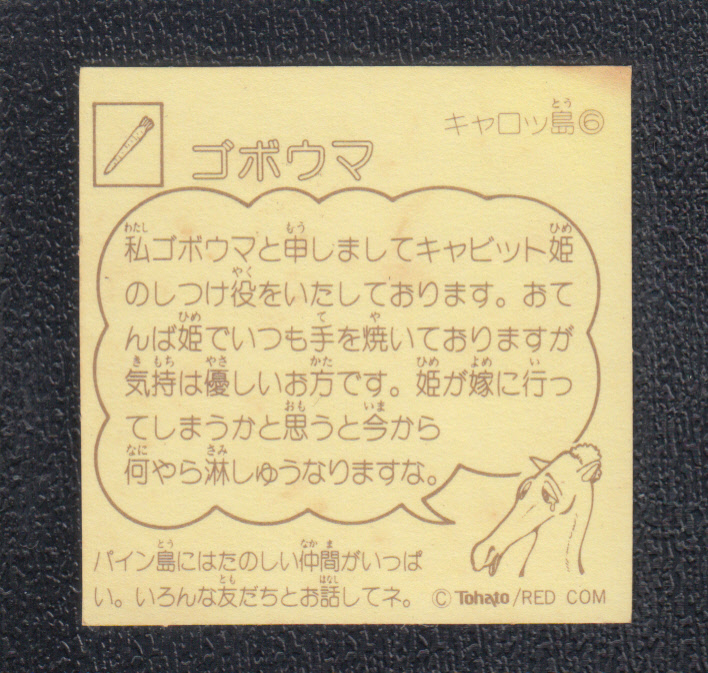 キャロッ島⑥
ゴボウマ
私ゴボウマと申しましてキャビット姫
のしつけ役をいたしております。おて
んば姫でいつも手を焼いておりますが
気持は優しいお方です。姫が嫁に行っ
てしまうかと思うと今から
何やら淋しゅうなりますな。
パイン島にはたのしい仲間がいっぱ
い。いろんな友だちとお話してネ。
© Tohato/RED COM